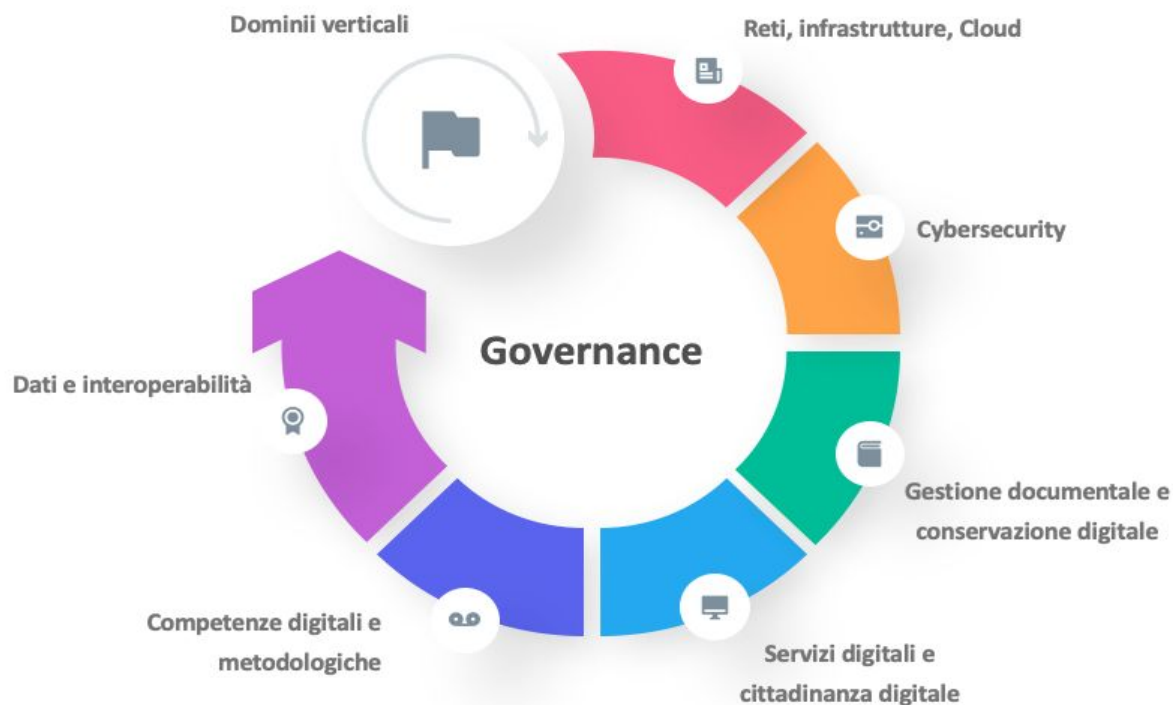 Dominii verticali
Reti, infrastrutture, Cloud
Cybersecurity
Governance
Dati e interoperabilità
Gestione documentale e
conservazione digitale
Competenze digitali e
metodologiche
Servizi digitali e
cittadinanza digitale